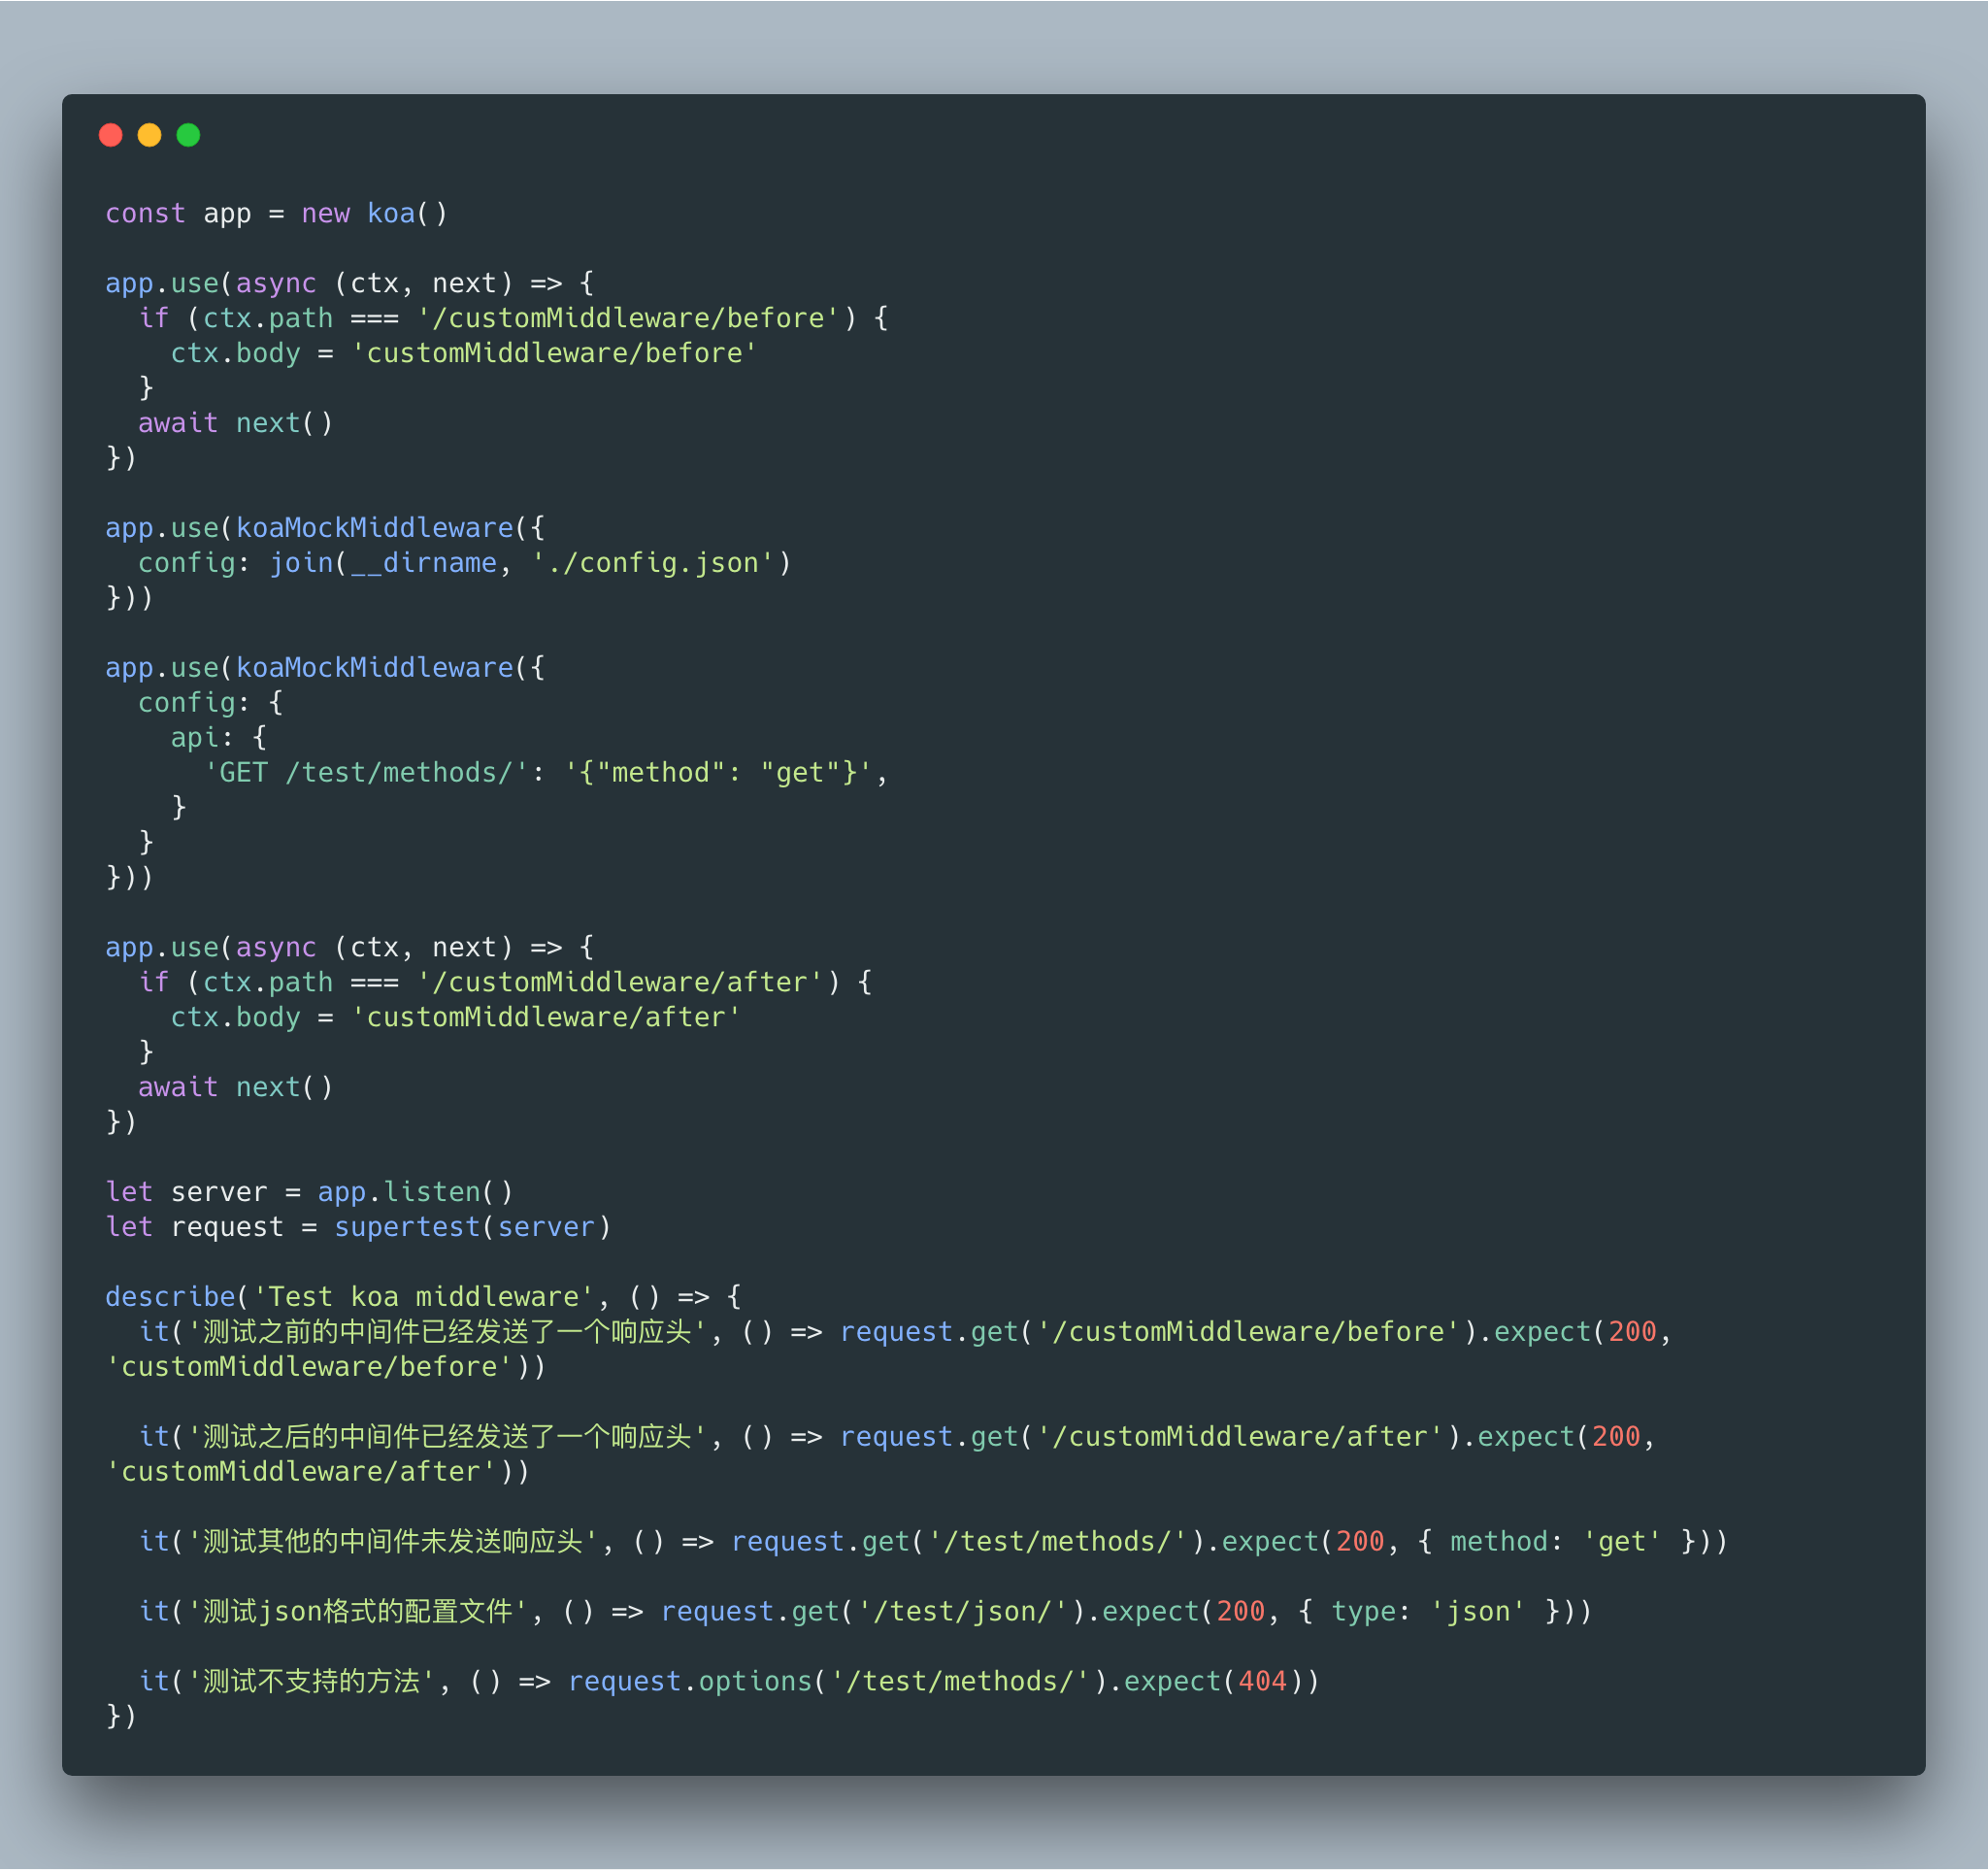 const app = new koa()

app.use(async (ctx, next) => {
  if (ctx.path === '/customMiddleware/before') {
    ctx.body = 'customMiddleware/before'
  }
  await next()
})

app.use(koaMockMiddleware({
  config: join(__dirname, './config.json')
}))

app.use(koaMockMiddleware({
  config: {
    api: {
      'GET /test/methods/': '{"method": "get"}',
    }
  }
}))

app.use(async (ctx, next) => {
  if (ctx.path === '/customMiddleware/after') {
    ctx.body = 'customMiddleware/after'
  }
  await next()
})

let server = app.listen()
let request = supertest(server)

describe('Test koa middleware', () => {
  it('测试之前的中间件已经发送了一个响应头', () => request.get('/customMiddleware/before').expect(200,
'customMiddleware/before'))

  it('测试之后的中间件已经发送了一个响应头', () => request.get('/customMiddleware/after').expect(200,
'customMiddleware/after'))

  it('测试其他的中间件未发送响应头', () => request.get('/test/methods/').expect(200, { method: 'get' }))

  it('测试json格式的配置文件', () => request.get('/test/json/').expect(200, { type: 'json' }))

  it('测试不支持的方法', () => request.options('/test/methods/').expect(404))
})